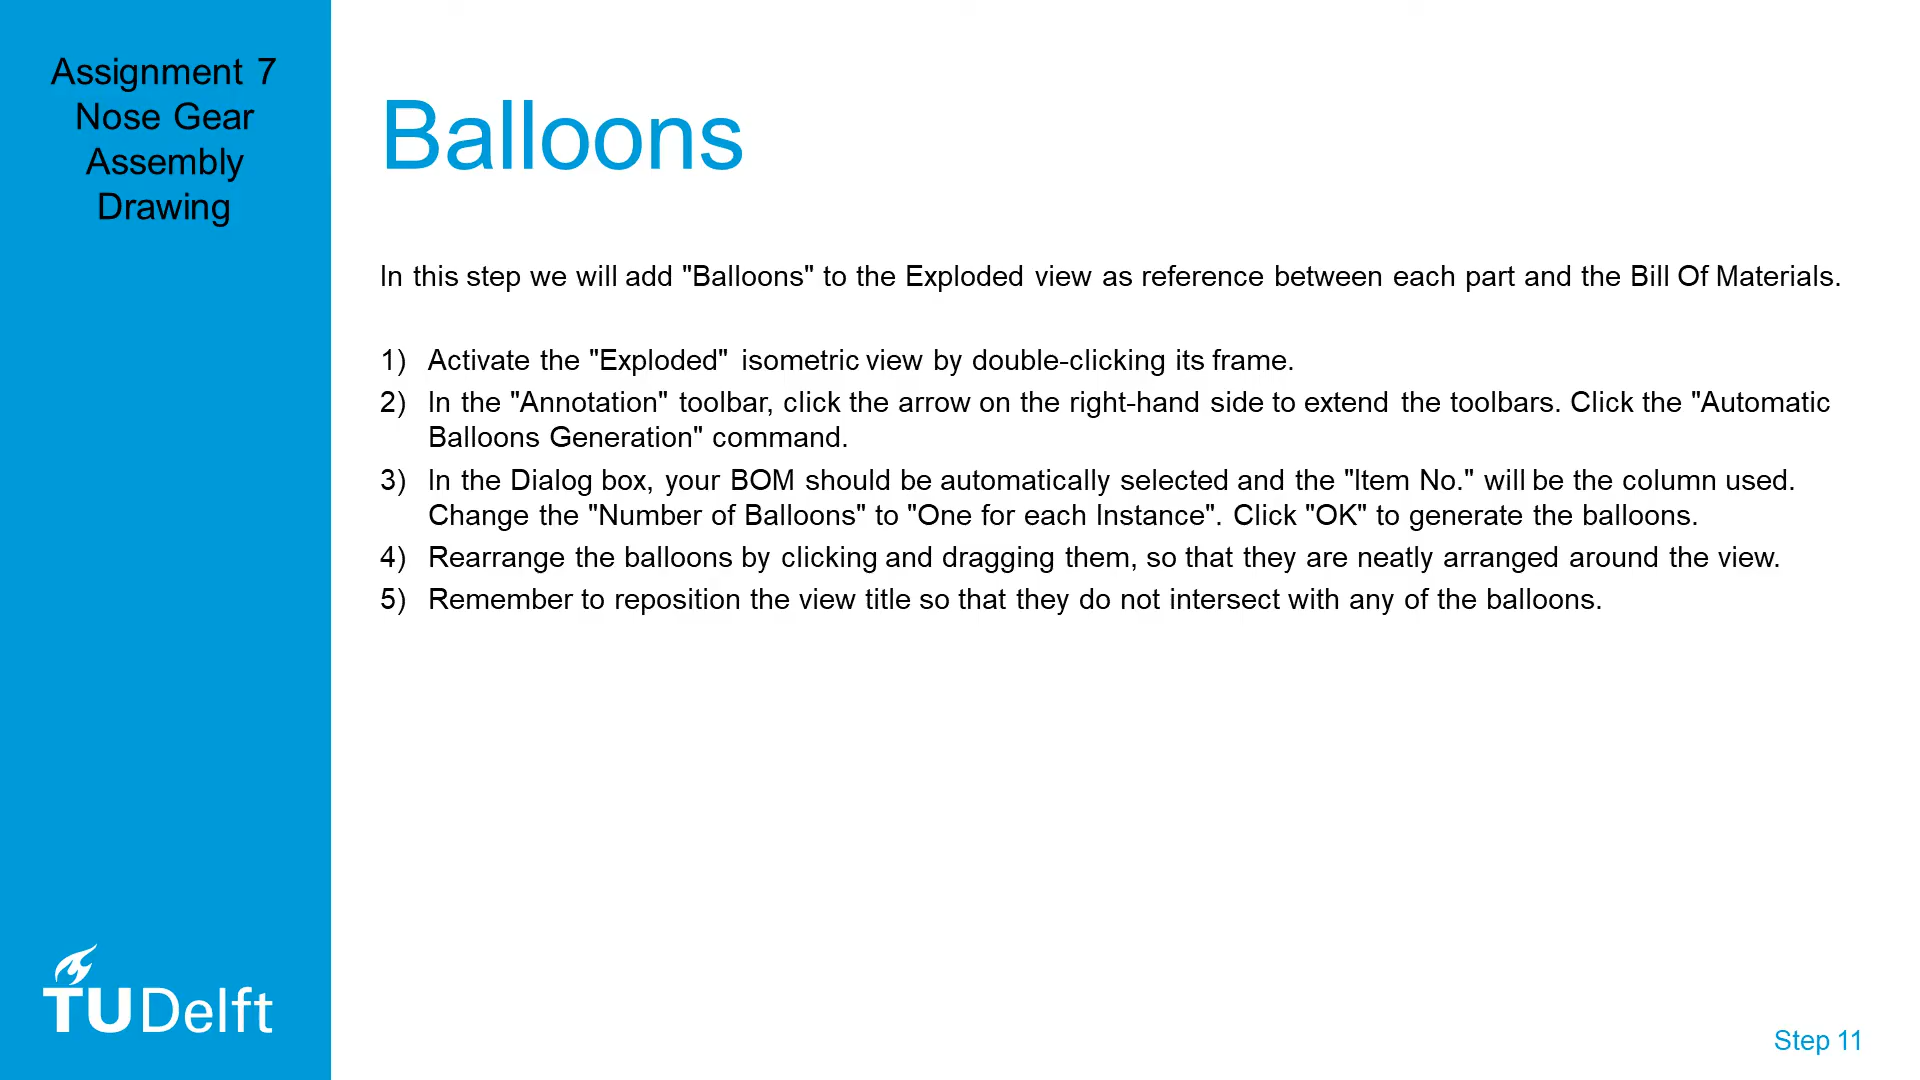 Assignment 7
Nose Gear
Assembly
Drawing
Balloons
In this step we will add "Balloons" to the Exploded view as reference between each part and the Bill Of Materials.
1) Activate the "Exploded" isometric view by double-clicking its frame.
2) In the "Annotation" toolbar, click the arrow on the right-hand side to extend the toolbars. Click the "Automatic
Balloons Generation" command.
3) In the Dialog box, your BOM should be automatically selected and the "Item No." will be the column used.
Change the "Number of Balloons" to "One for each Instance". Click "OK" to generate the balloons.
4) Rearrange the balloons by clicking and dragging them, so that they are neatly arranged around the view.
5) Remember to reposition the view title so that they do not intersect with any of the balloons.
TUDelft
Step 11